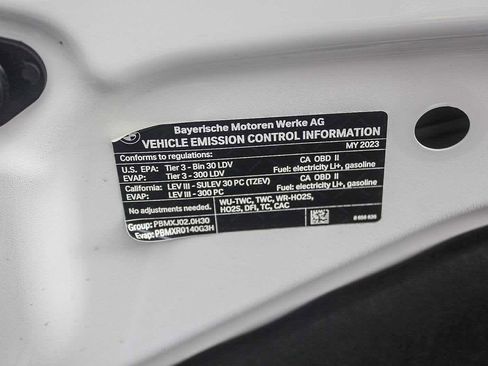 Bayerische Motoren Werke AG
VEHICLE EMISSION CONTROL INFORMATION
Conforms to regulations: MY 2023
U.S. EPA: Tier 3 - Bin 30 LDV CA OBD II
EVAP: Tier 3 - 300 LDV Fuel: electricity Li+, gasoline
California: LEV III - SULEV 30 PC (TZEV) CA OBD II
EVAP: LEV III - 300 PC Fuel: electricity Li+, gasoline
No adjustments needed. WU-TWC, TWC, WR-HO2S,
HO2S, DFI, TC, CAC
Group: PBMXJ02.0H30
Evap: PBMXR0140G3H